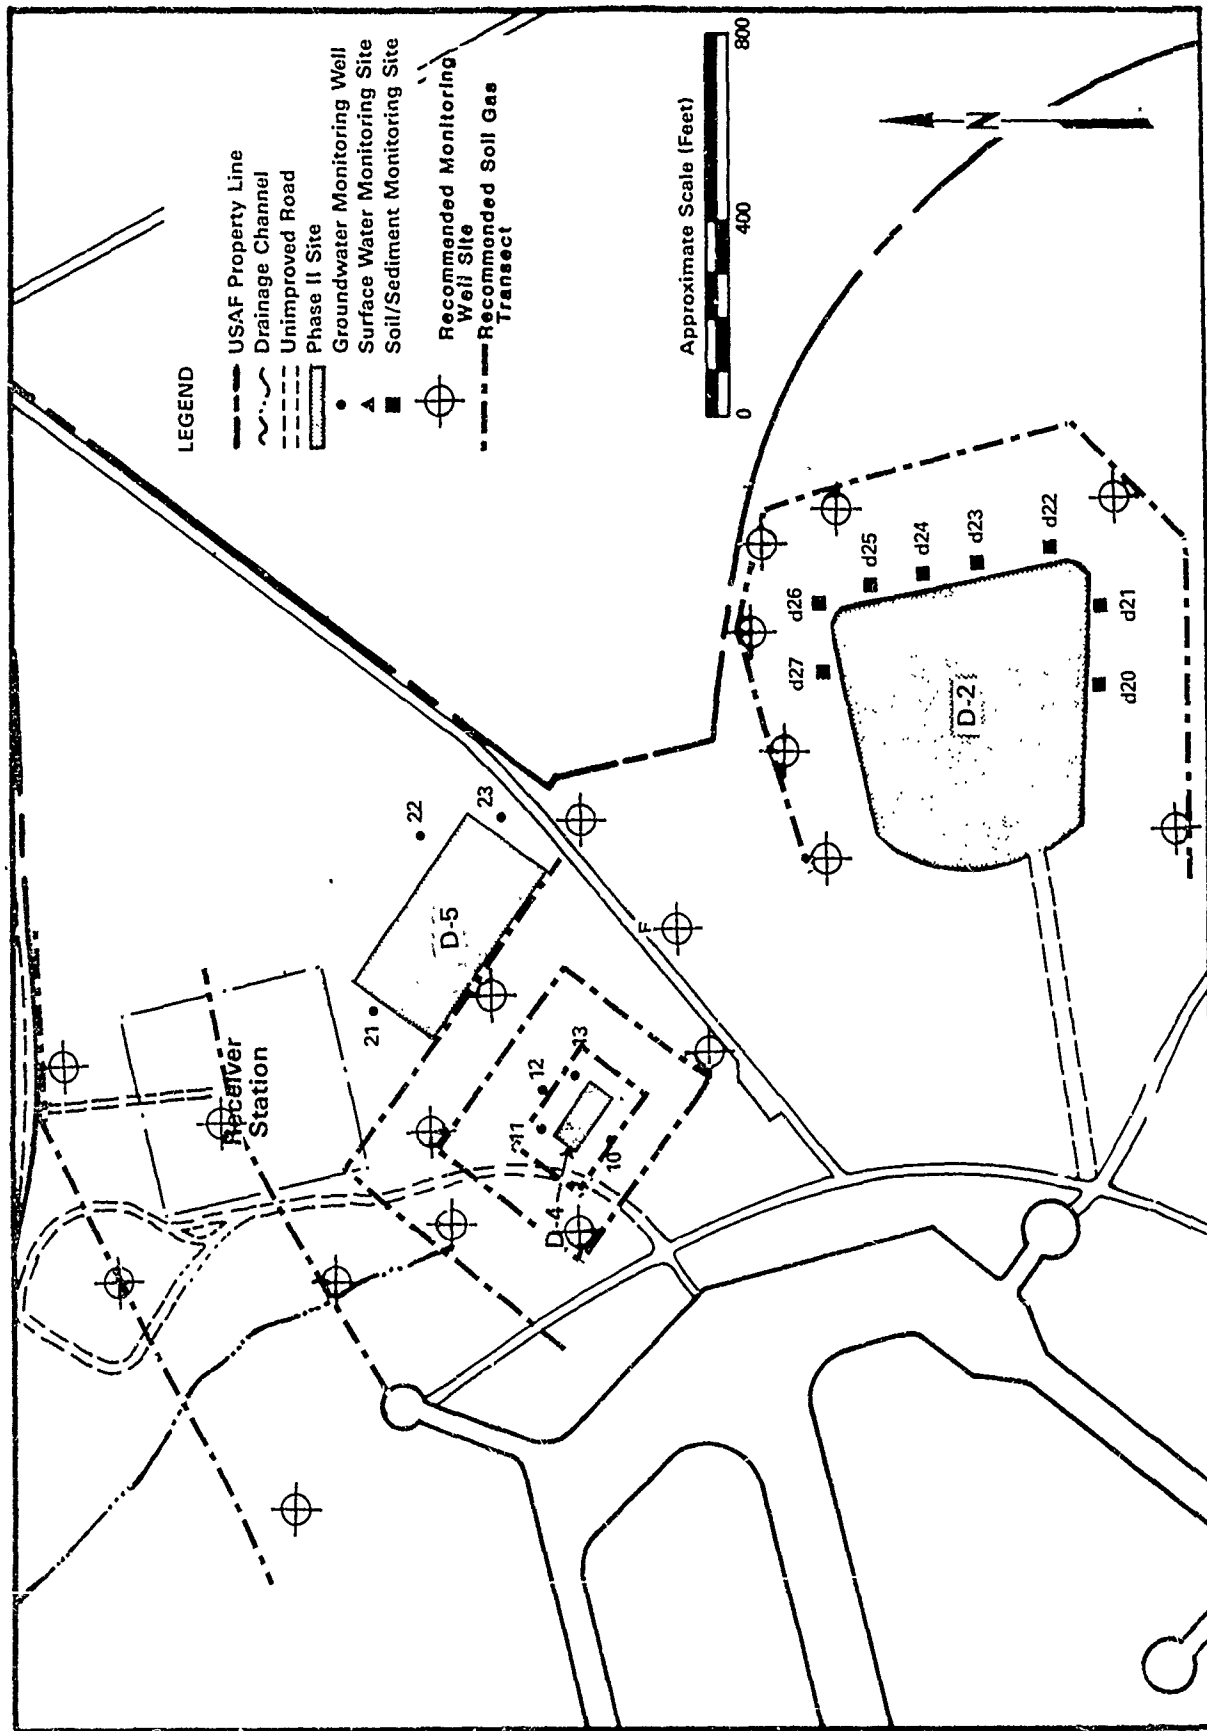 LEGEND
USAF Property Line
Drainage Channel
Unimproved Road
Phase II Site
Groundwater Monitoring Well
Surface Water Monitoring Site
Soil/Sediment Monitoring Site
Recommended Monitoring
Well Site
Recommended Soil Gas
Transect
Approximate Scale (Feet)
0 400 800
N
Receiver
Station
22
23
D-5
21
F
13
12
11
10
D-4
d27
d26
d25
d24
d23
d22
d21
d20
D-2